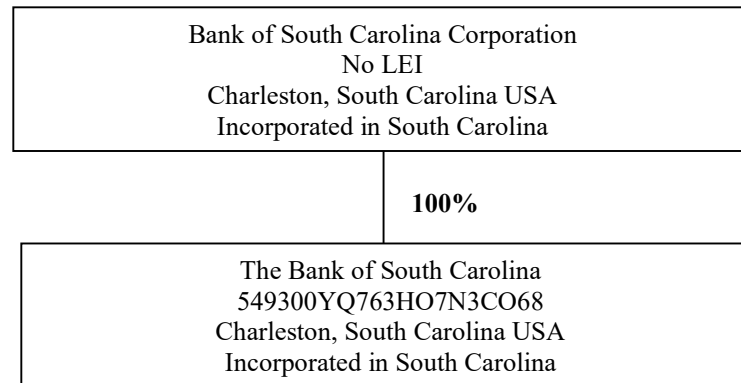 Bank of South Carolina Corporation
No LEI
Charleston, South Carolina USA
Incorporated in South Carolina
100%
The Bank of South Carolina
549300YQ763HO7N3CO68
Charleston, South Carolina USA
Incorporated in South Carolina